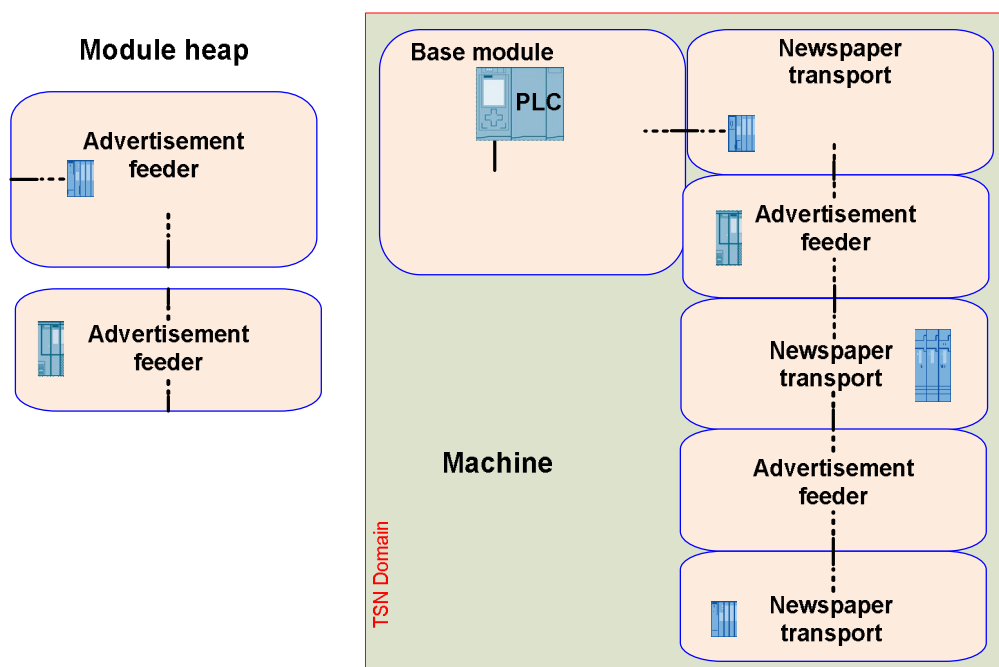 Module heap
Advertisement
feeder
Advertisement
feeder
Base module
PLC
Newspaper
transport
Advertisement
feeder
Newspaper
transport
Machine
Advertisement
feeder
TSN Domain
Newspaper
transport